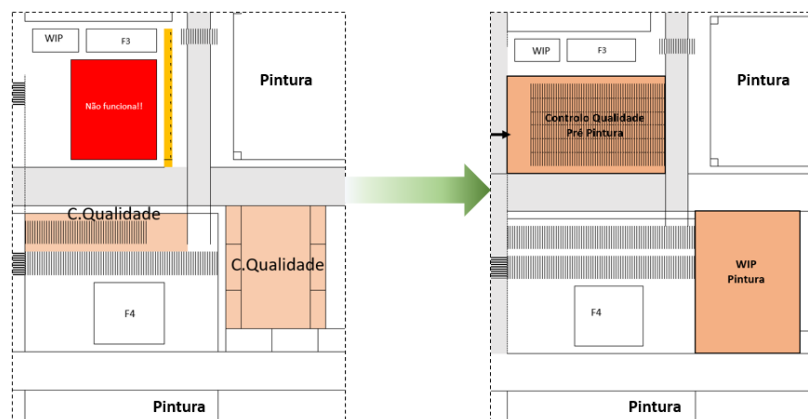 WIP
F3
Pintura
Não funcional!!
C.Qualidade
C.Qualidade
F4
Pintura
WIP
F3
Pintura
Controlo Qualidade
Pré Pintura
WIP
Pintura
F4
Pintura